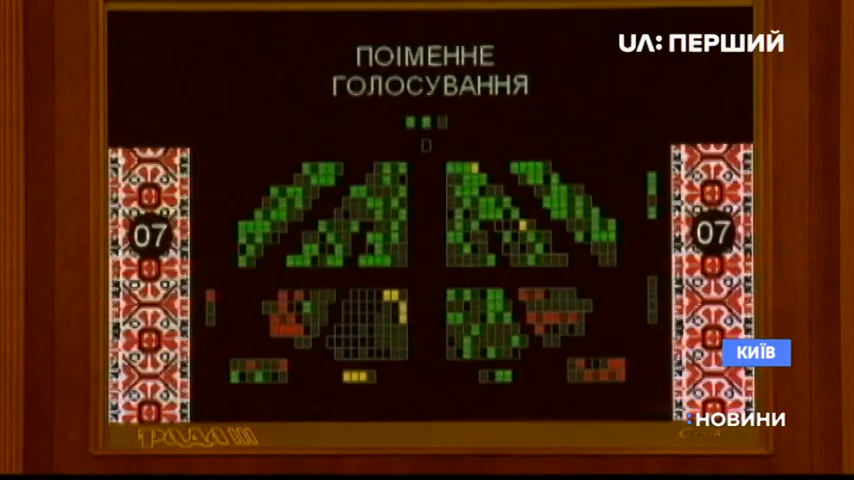 UA: ПЕРШИЙ
ПОІМЕННЕ
ГОЛОСУВАННЯ
07
07
КИЇВ
НОВИНИ